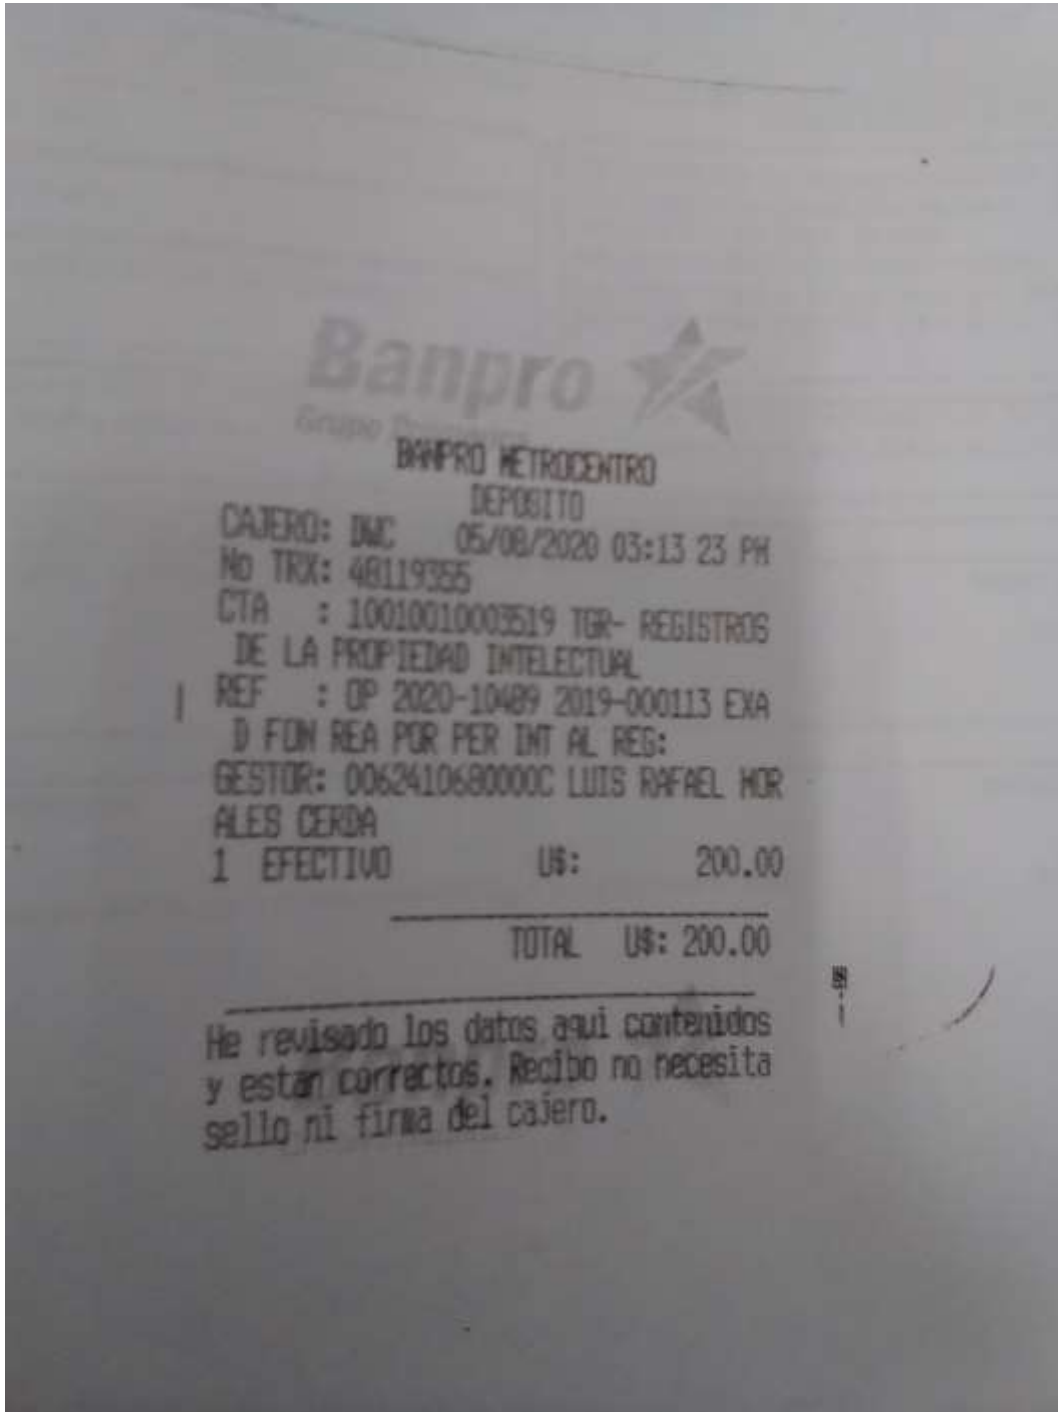 Banpro
Grupo Promerica
BANPRO METROCENTRO
DEPOSITO
CAJERO: DWC 05/08/2020 03:13 23 PM
No TRX: 48119355
CTA : 10010010003519 TGR- REGISTROS
DE LA PROPIEDAD INTELECTUAL
REF : OP 2020-10489 2019-000113 EXA
D FON REA POR PER INT AL REG:
GESTOR: 0062410680000C LUIS RAFAEL MOR
ALES CERDA
1 EFECTIVO U$: 200.00
TOTAL U$: 200.00
He revisado los datos aqui contenidos
y estan correctos. Recibo no necesita
sello ni firma del cajero.